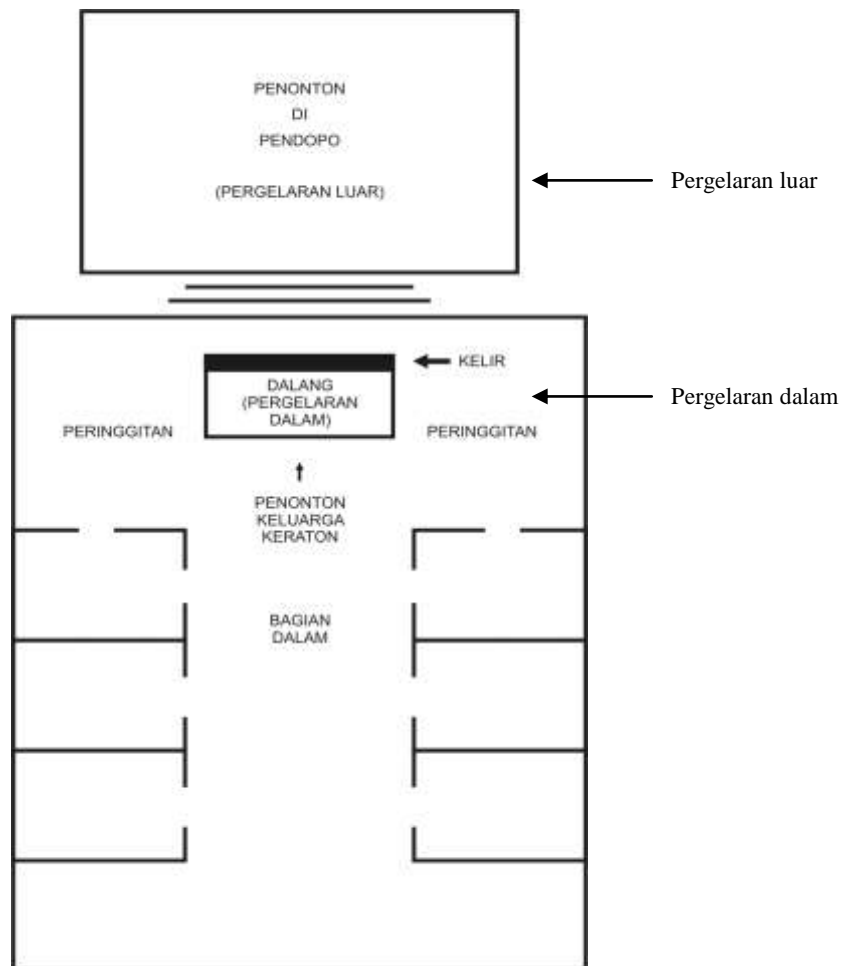 PENONTON
DI
PENDOPO
(PERGELARAN LUAR)
Pergelaran luar
KELIR
DALANG
(PERGELARAN
DALAM)
Pergelaran dalam
PERINGGITAN
PERINGGITAN
PENONTON
KELUARGA
KERATON
BAGIAN
DALAM